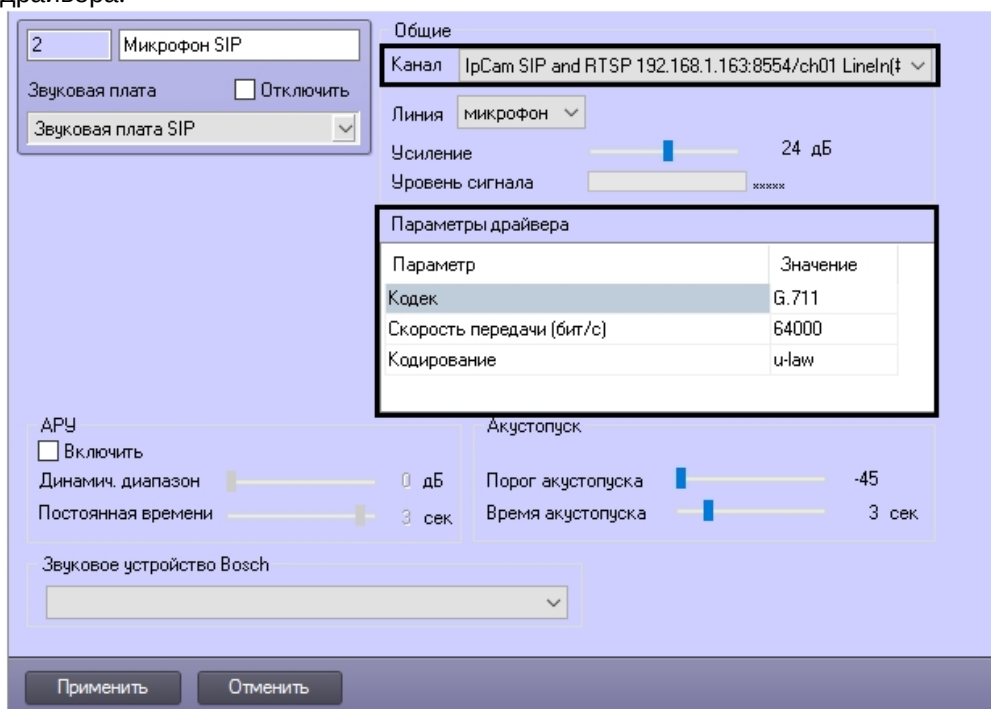 драйвера.
2 Микрофон SIP
Звуковая плата Отключить
Звуковая плата SIP
Общие
Канал IpCam SIP and RTSP 192.168.1.163:8554/ch01 LineIn(
Линия микрофон
Усиление 24 дБ
Уровень сигнала xxxxx
Параметры драйвера
Параметр Значение
Кодек G.711
Скорость передачи (бит/с) 64000
Кодирование u-law
АРУ
Включить
Динамич. диапазон 0 дБ
Постоянная времени 3 сек
Акустопуск
Порог акустопуска -45
Время акустопуска 3 сек
Звуковое устройство Bosch
Применить Отменить